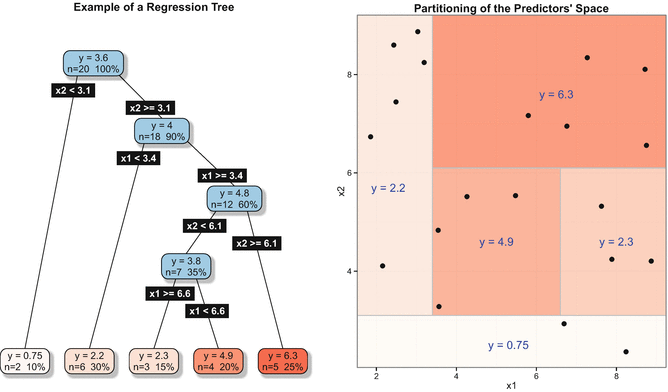 Example of a Regression Tree
y = 3.6
n=20 100%
x2 < 3.1
x2 >= 3.1
y = 4
n=18 90%
x1 < 3.4
x1 >= 3.4
y = 4.8
n=12 60%
x2 < 6.1
x2 >= 6.1
y = 3.8
n=7 35%
x1 >= 6.6
x1 < 6.6
y = 0.75
n=2 10%
y = 2.2
n=6 30%
y = 2.3
n=3 15%
y = 4.9
n=4 20%
y = 6.3
n=5 25%
Partitioning of the Predictors' Space
8
6
4
x2
y = 6.3
y = 2.2
y = 4.9
y = 2.3
y = 0.75
2 4 6 8
x1